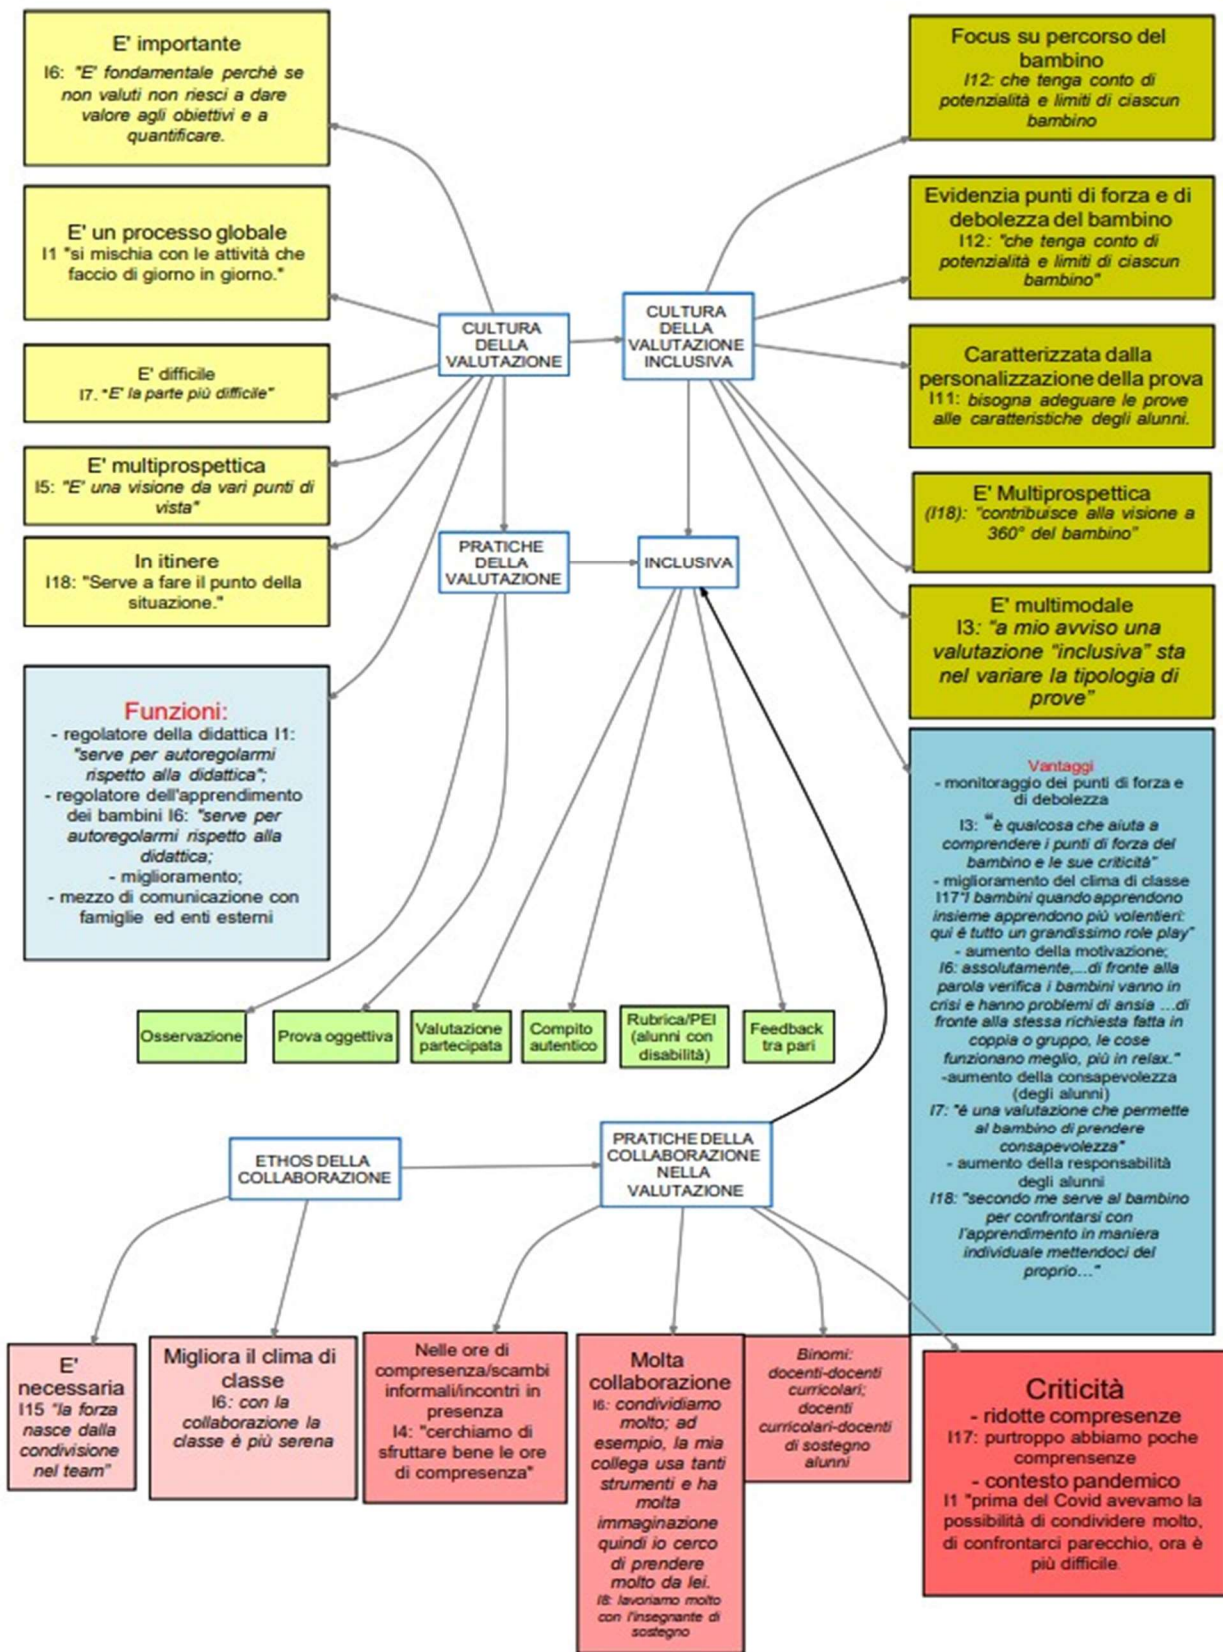 E' importante
I6: "E' fondamentale perchè se
non valuti non riesci a dare
valore agli obiettivi e a
quantificare.
E' un processo globale
I1 "si mischia con le attività che
faccio di giorno in giorno."
E' difficile
I7. "E' la parte più difficile"
E' multiprospettica
I5: "E' una visione da vari punti di
vista"
In itinere
I18: "Serve a fare il punto della
situazione."
Funzioni:
- regolatore della didattica I1:
"serve per autoregolarmi
rispetto alla didattica";
- regolatore dell'apprendimento
dei bambini I6: "serve per
autoregolarmi rispetto alla
didattica;
- miglioramento;
- mezzo di comunicazione con
famiglie ed enti esterni
CULTURA
DELLA
VALUTAZIONE
CULTURA
DELLA
VALUTAZIONE
INCLUSIVA
PRATICHE
DELLA
VALUTAZIONE
INCLUSIVA
Focus su percorso del
bambino
I12: che tenga conto di
potenzialità e limiti di ciascun
bambino
Evidenzia punti di forza e di
debolezza del bambino
I12: "che tenga conto di
potenzialità e limiti di ciascun
bambino"
Caratterizzata dalla
personalizzazione della prova
I11: bisogna adeguare le prove
alle caratteristiche degli alunni.
E' Multiprospettica
(I18): "contribuisce alla visione a
360° del bambino"
E' multimodale
I3: "a mio avviso una
valutazione "inclusiva" sta
nel variare la tipologia di
prove"
Vantaggi
- monitoraggio dei punti di forza e
di debolezza
I3: "è qualcosa che aiuta a
comprendere i punti di forza del
bambino e le sue criticità"
- miglioramento del clima di classe
I17"I bambini quando apprendono
insieme apprendono più volentieri:
qui è tutto un grandissimo role play"
- aumento della motivazione;
I6: assolutamente,...di fronte alla
parola verifica i bambini vanno in
crisi e hanno problemi di ansia ...di
fronte alla stessa richiesta fatta in
coppia o gruppo, le cose
funzionano meglio, più in relax."
-aumento della consapevolezza
(degli alunni)
I7: "è una valutazione che permette
al bambino di prendere
consapevolezza"
- aumento della responsabilità
degli alunni
I18: "secondo me serve al bambino
per confrontarsi con
l'apprendimento in maniera
individuale mettendoci del
proprio..."
Osservazione
Prova oggettiva
Valutazione
partecipata
Compito
autentico
Rubrica/PEI
(alunni con
disabilità)
Feedback
tra pari
ETHOS DELLA
COLLABORAZIONE
PRATICHE DELLA
COLLABORAZIONE
NELLA
VALUTAZIONE
E'
necessaria
I15 "la forza
nasce dalla
condivisione
nel team"
Migliora il clima di
classe
I6: con la
collaborazione la
classe è più serena
Nelle ore di
compresenza/scambi
informali/incontri in
presenza
I4: "cerchiamo di
sfruttare bene le ore
di compresenza"
Molta
collaborazione
I6: condividiamo
molto; ad
esempio, la mia
collega usa tanti
strumenti e ha
molta
immaginazione
quindi io cerco
di prendere
molto da lei.
I8: lavoriamo molto
con l'insegnante di
sostegno
Binomi:
docenti-docenti
curricolari;
docenti
curricolari-docenti
di sostegno
alunni
Criticità
- ridotte compresenze
I17: purtroppo abbiamo poche
comprensenze
- contesto pandemico
I1 "prima del Covid avevamo la
possibilità di condividere molto,
di confrontarci parecchio, ora è
più difficile.